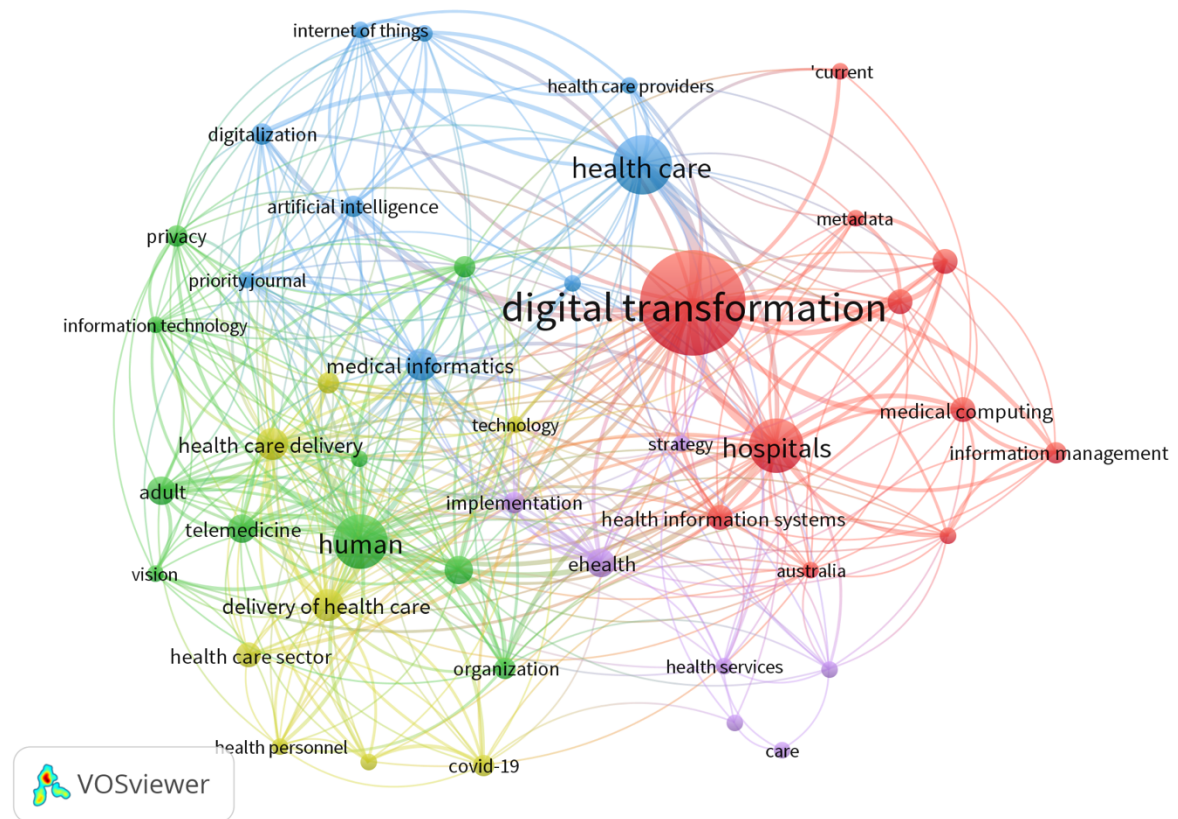 internet of things
health care providers
'current
digitalization
health care
artificial intelligence
metadata
privacy
priority journal
digital transformation
information technology
medical informatics
medical computing
technology
health care delivery
strategy
hospitals
information management
adult
implementation
health information systems
telemedicine
human
ehealth
vision
australia
delivery of health care
health care sector
organization
health services
health personnel
care
covid-19
VOSviewer